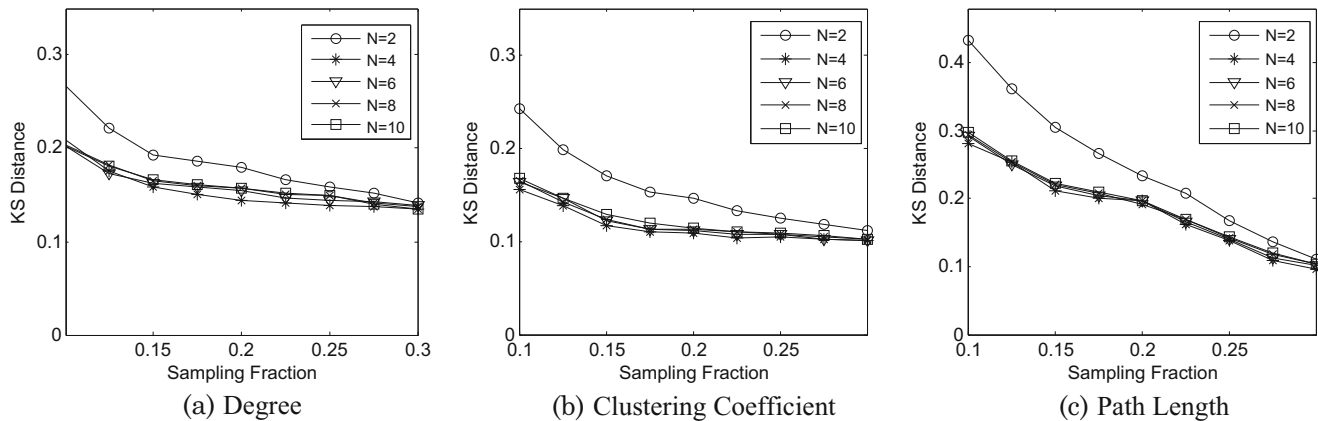 KS Distance
0.3
0.2
0.1
0
0.15
0.2
0.25
0.3
Sampling Fraction
N=2
N=4
N=6
N=8
N=10
(a) Degree
KS Distance
0.3
0.2
0.1
0
0.1
0.15
0.2
0.25
Sampling Fraction
N=2
N=4
N=6
N=8
N=10
(b) Clustering Coefficient
KS Distance
0.4
0.3
0.2
0.1
0
0.1
0.15
0.2
0.25
Sampling Fraction
N=2
N=4
N=6
N=8
N=10
(c) Path Length